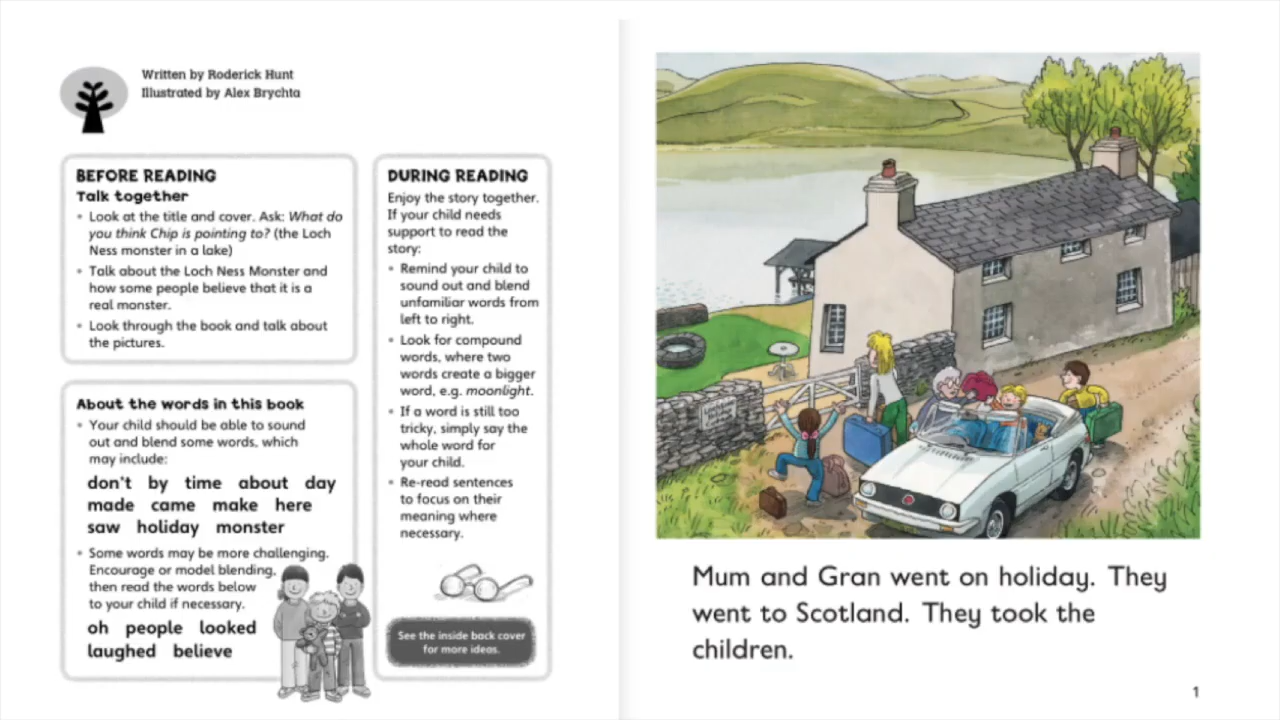 Written by Roderick Hunt
Illustrated by Alex Brychta
BEFORE READING
Talk together
• Look at the title and cover. Ask: What do
you think Chip is pointing to? (the Loch
Ness monster in a lake)
• Talk about the Loch Ness Monster and
how some people believe that it is a
real monster.
• Look through the book and talk about
the pictures.
About the words in this book
• Your child should be able to sound
out and blend some words, which
may include:
don't by time about day
made came make here
saw holiday monster
• Some words may be more challenging.
Encourage or model blending,
then read the words below
to your child if necessary.
oh people looked
laughed believe
DURING READING
Enjoy the story together.
If your child needs
support to read the
story:
• Remind your child to
sound out and blend
unfamiliar words from
left to right.
• Look for compound
words, where two
words create a bigger
word, e.g. moonlight.
• If a word is still too
tricky, simply say the
whole word for
your child.
• Re-read sentences
to focus on their
meaning where
necessary.
See the inside back cover
for more ideas.
Mum and Gran went on holiday. They
went to Scotland. They took the
children.
1